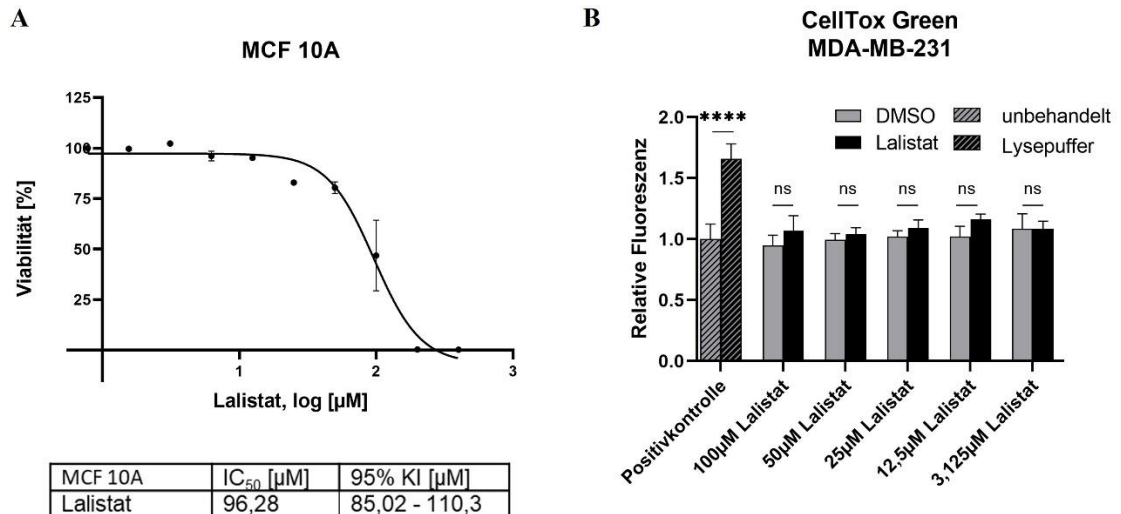 A
MCF 10A
125
100
75
50
25
Viabilität [%]
1
2
3
Lalistat, log [µM]
MCF 10A IC50 [µM] 95% KI [µM]
Lalistat 96,28 85,02 - 110,3
B
CellTox Green
MDA-MB-231
2.0
1.5
1.0
0.5
0.0
Relative Fluoreszenz
DMSO unbehandelt
Lalistat Lysepuffer
****
ns
ns
ns
ns
ns
Positivkontrolle
100µM Lalistat
50µM Lalistat
25µM Lalistat
12,5µM Lalistat
3,125µM Lalistat